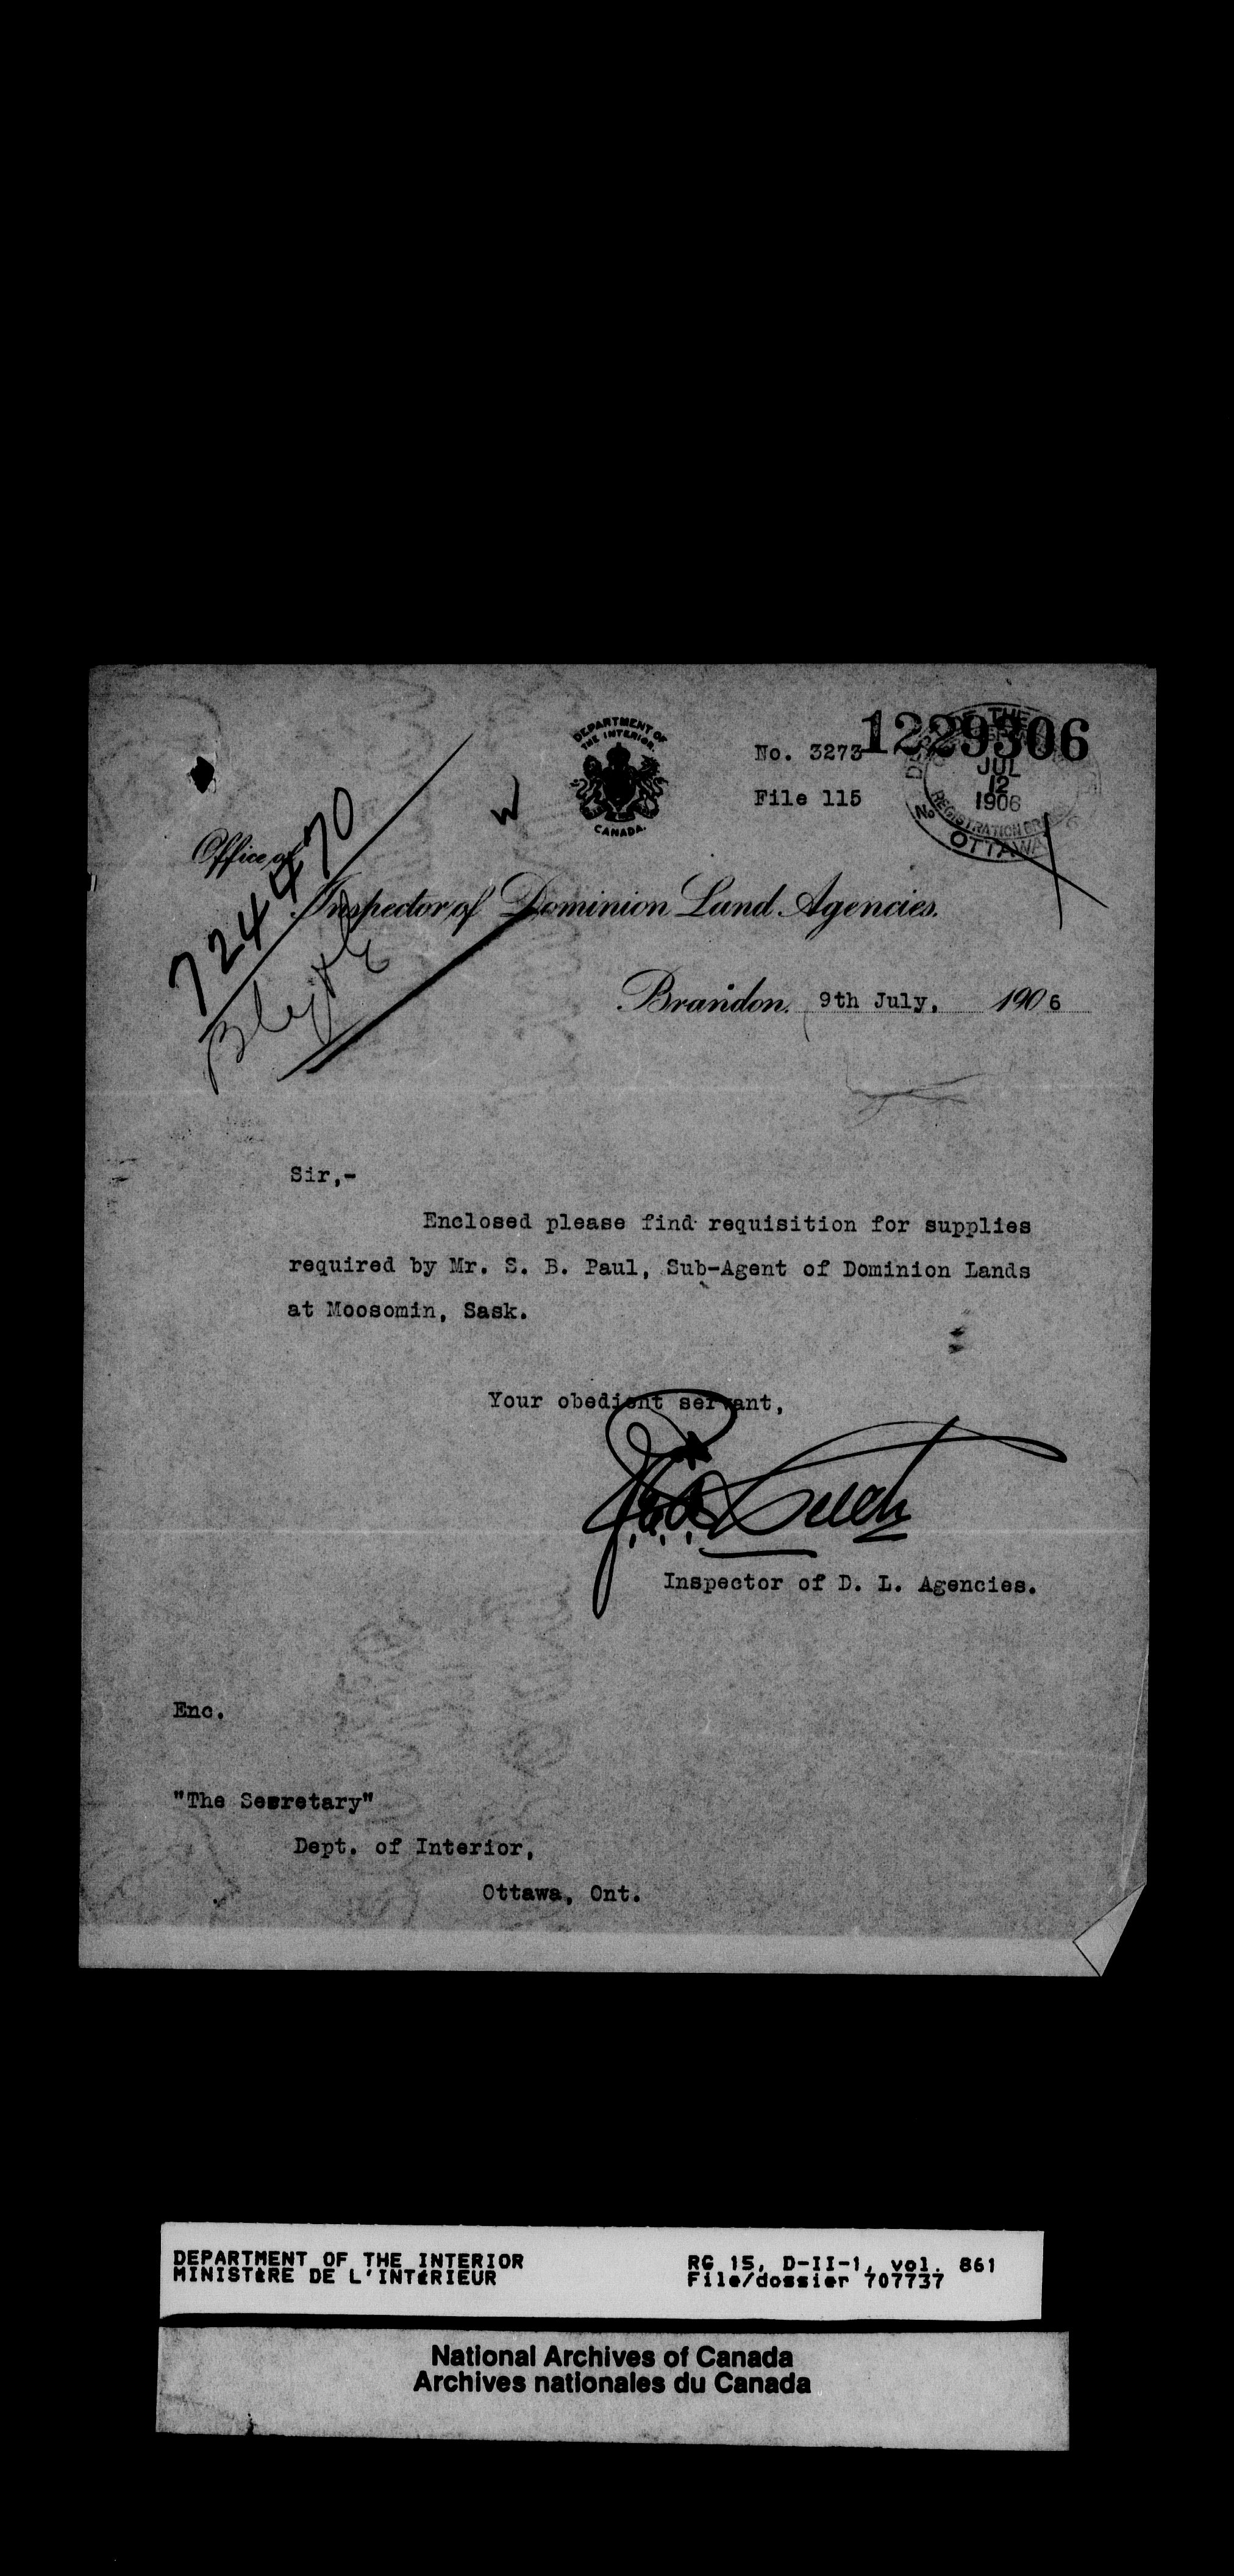 DEPARTMENT OF
THE INTERIOR.
CANADA.
No. 3273
1229306
File 115
JUL
12
1906
No
REGISTRATION
OTTAWA
W
724470
Office of
Inspector of Dominion Land Agencies.
Brandon. 9th July, 1906
Sir,-
Enclosed please find requisition for supplies
required by Mr. S. B. Paul, Sub-Agent of Dominion Lands
at Moosomin, Sask.
Your obedient servant,
Inspector of D. L. Agencies.
Enc.
"The Secretary"
Dept. of Interior,
Ottawa, Ont.
DEPARTMENT OF THE INTERIOR
MINISTÈRE DE L'INTÉRIEUR
RG 15, D-II-1, vol. 861
File/dossier 707737
National Archives of Canada
Archives nationales du Canada